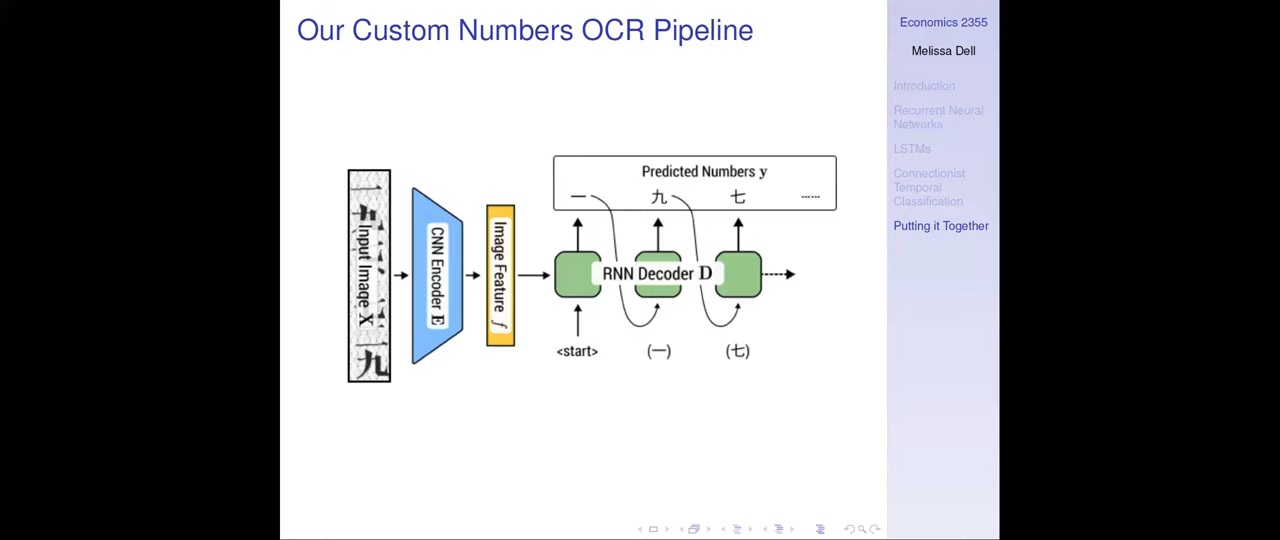 Our Custom Numbers OCR Pipeline
Economics 2355
Melissa Dell
Introduction
Recurrent Neural
Networks
LSTMs
Connectionist
Temporal
Classification
Putting it Together
Input Image X
九
CNN Encoder E
Image Feature f
Predicted Numbers y
一 九 七 ......
RNN Decoder D
<start> (一) (七)